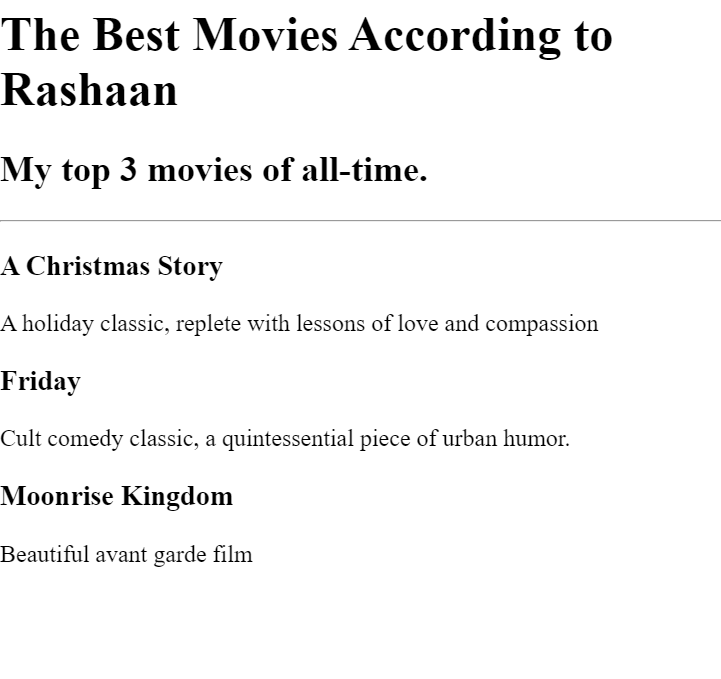 The Best Movies According to
Rashaan
My top 3 movies of all-time.
A Christmas Story
A holiday classic, replete with lessons of love and compassion
Friday
Cult comedy classic, a quintessential piece of urban humor.
Moonrise Kingdom
Beautiful avant garde film